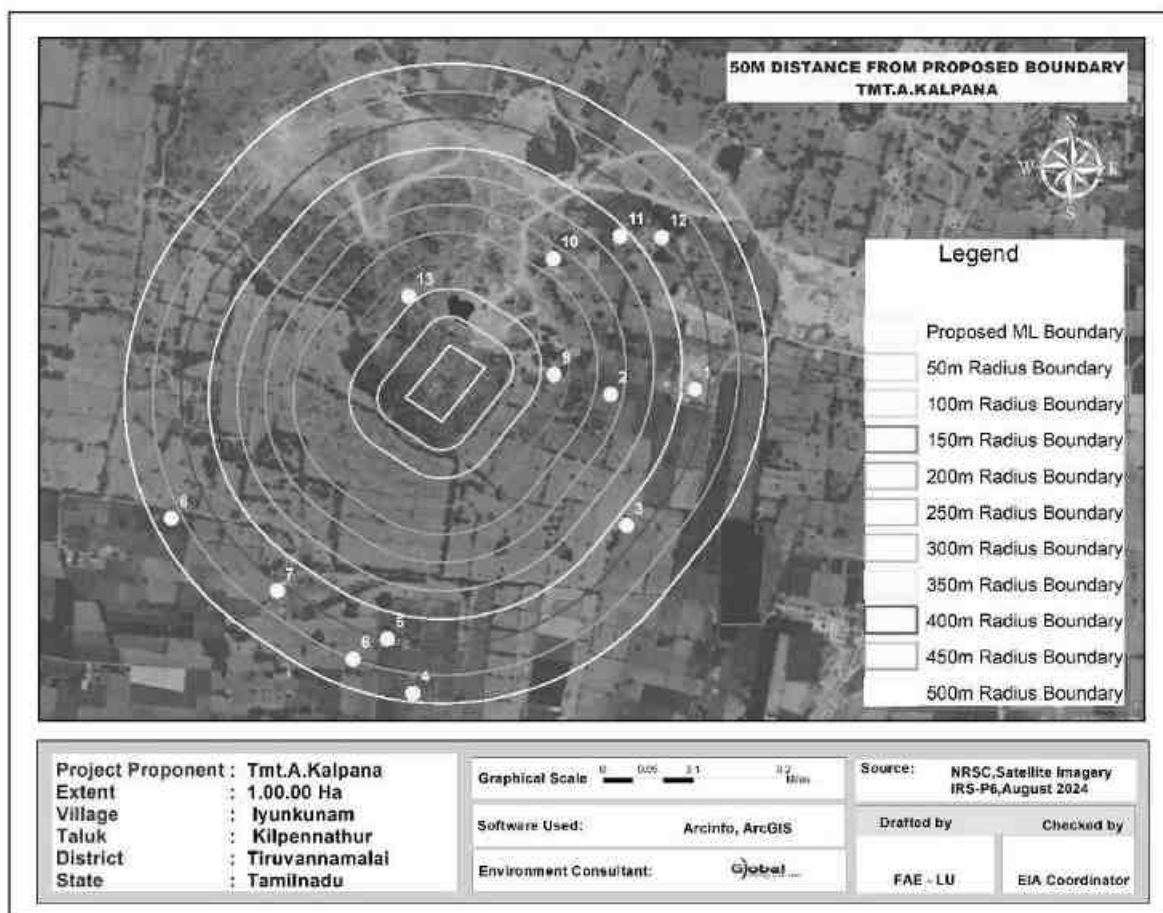 50M DISTANCE FROM PROPOSED BOUNDARY
TMT.A.KALPANA
N
W E
S
11
12
10
13
9
2
1
3
6
7
5
6
4
Legend
Proposed ML Boundary
50m Radius Boundary
100m Radius Boundary
150m Radius Boundary
200m Radius Boundary
250m Radius Boundary
300m Radius Boundary
350m Radius Boundary
400m Radius Boundary
450m Radius Boundary
500m Radius Boundary
Project Proponent : Tmt.A.Kalpana
Extent : 1.00.00 Ha
Village : Iyunkunam
Taluk : Kilpennathur
District : Tiruvannamalai
State : Tamilnadu
Graphical Scale 0 0.05 0.1 0.2
Software Used: Arcinfo, ArcGIS
Environment Consultant: Global
Source: NRSC,Satellite Imagery
IRS-P6,August 2024
Drafted by Checked by
FAE - LU EIA Coordinator